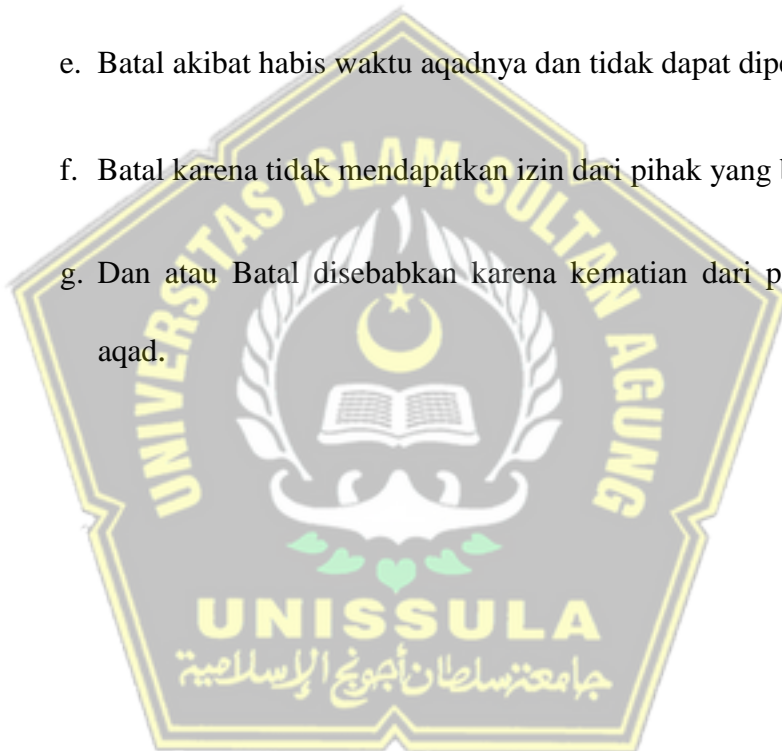 e. Batal akibat habis waktu aqadnya dan tidak dapat
f. Batal karena tidak mendapatkan izin dari pihak yang
g. Dan atau Batal disebabkan karena kematian dari
aqad.
UNIVERSITAS ISLAM SULTAN AGUNG
UNISSULA
جامعة سلطان أجونج الإسلامية